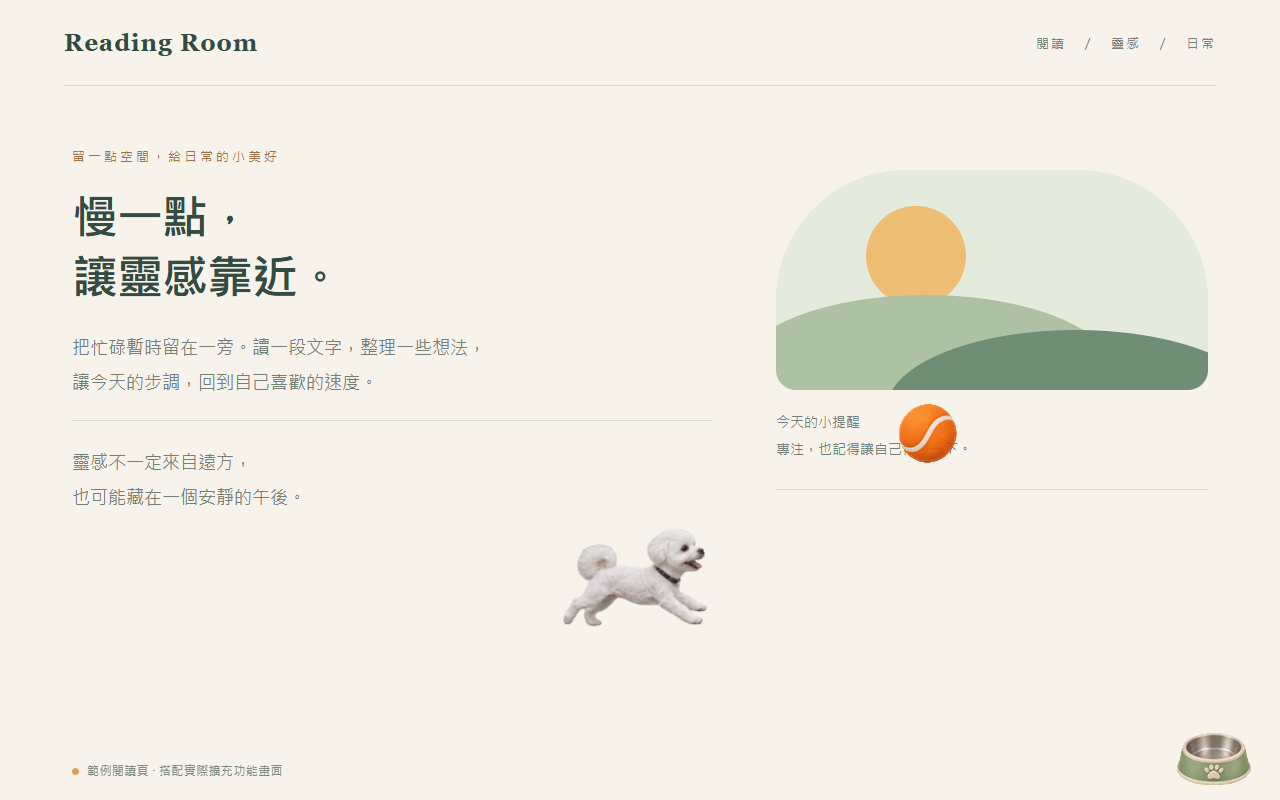 Reading Room
閱讀 / 靈感 / 日常
留一點空間，給日常的小美好
慢一點，
讓靈感靠近。
把忙碌暫時留在一旁。讀一段文字，整理一些想法，
讓今天的步調，回到自己喜歡的速度。
靈感不一定來自遠方，
也可能藏在一個安靜的午後。
今天的小提醒
專注，也記得讓自己下。
範例閱讀頁 · 搭配實際擴充功能畫面